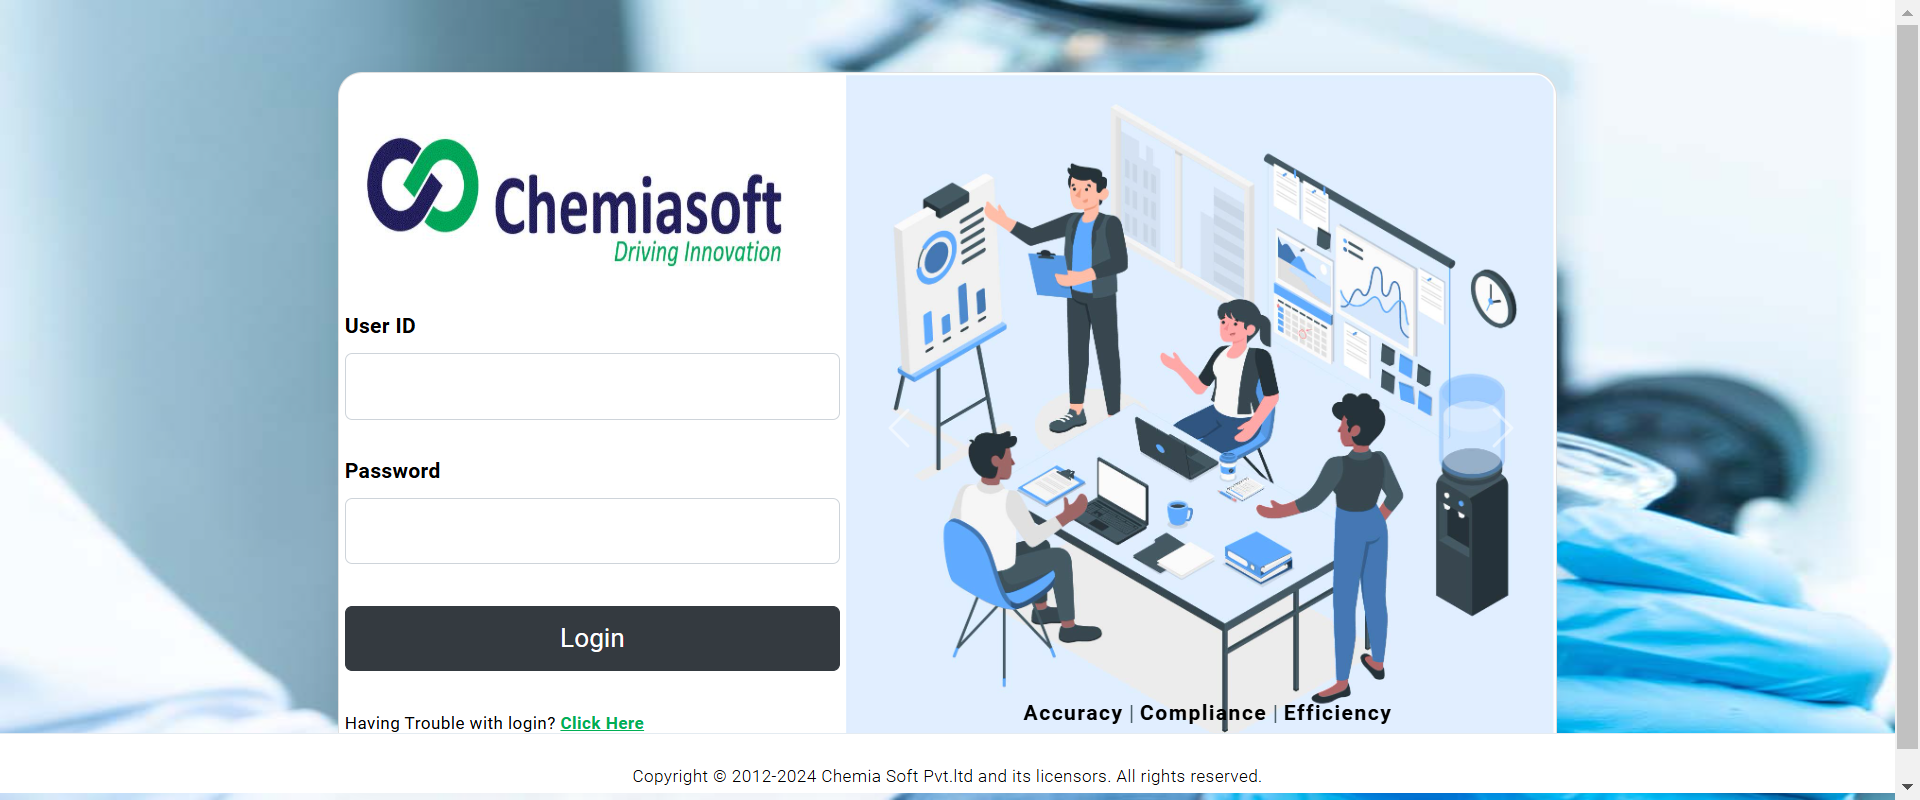 Chemiasoft
Driving Innovation
User ID
Password
Login
Having Trouble with login? Click Here
Accuracy | Compliance | Efficiency
Copyright © 2012-2024 Chemia Soft Pvt.ltd and its licensors. All rights reserved.